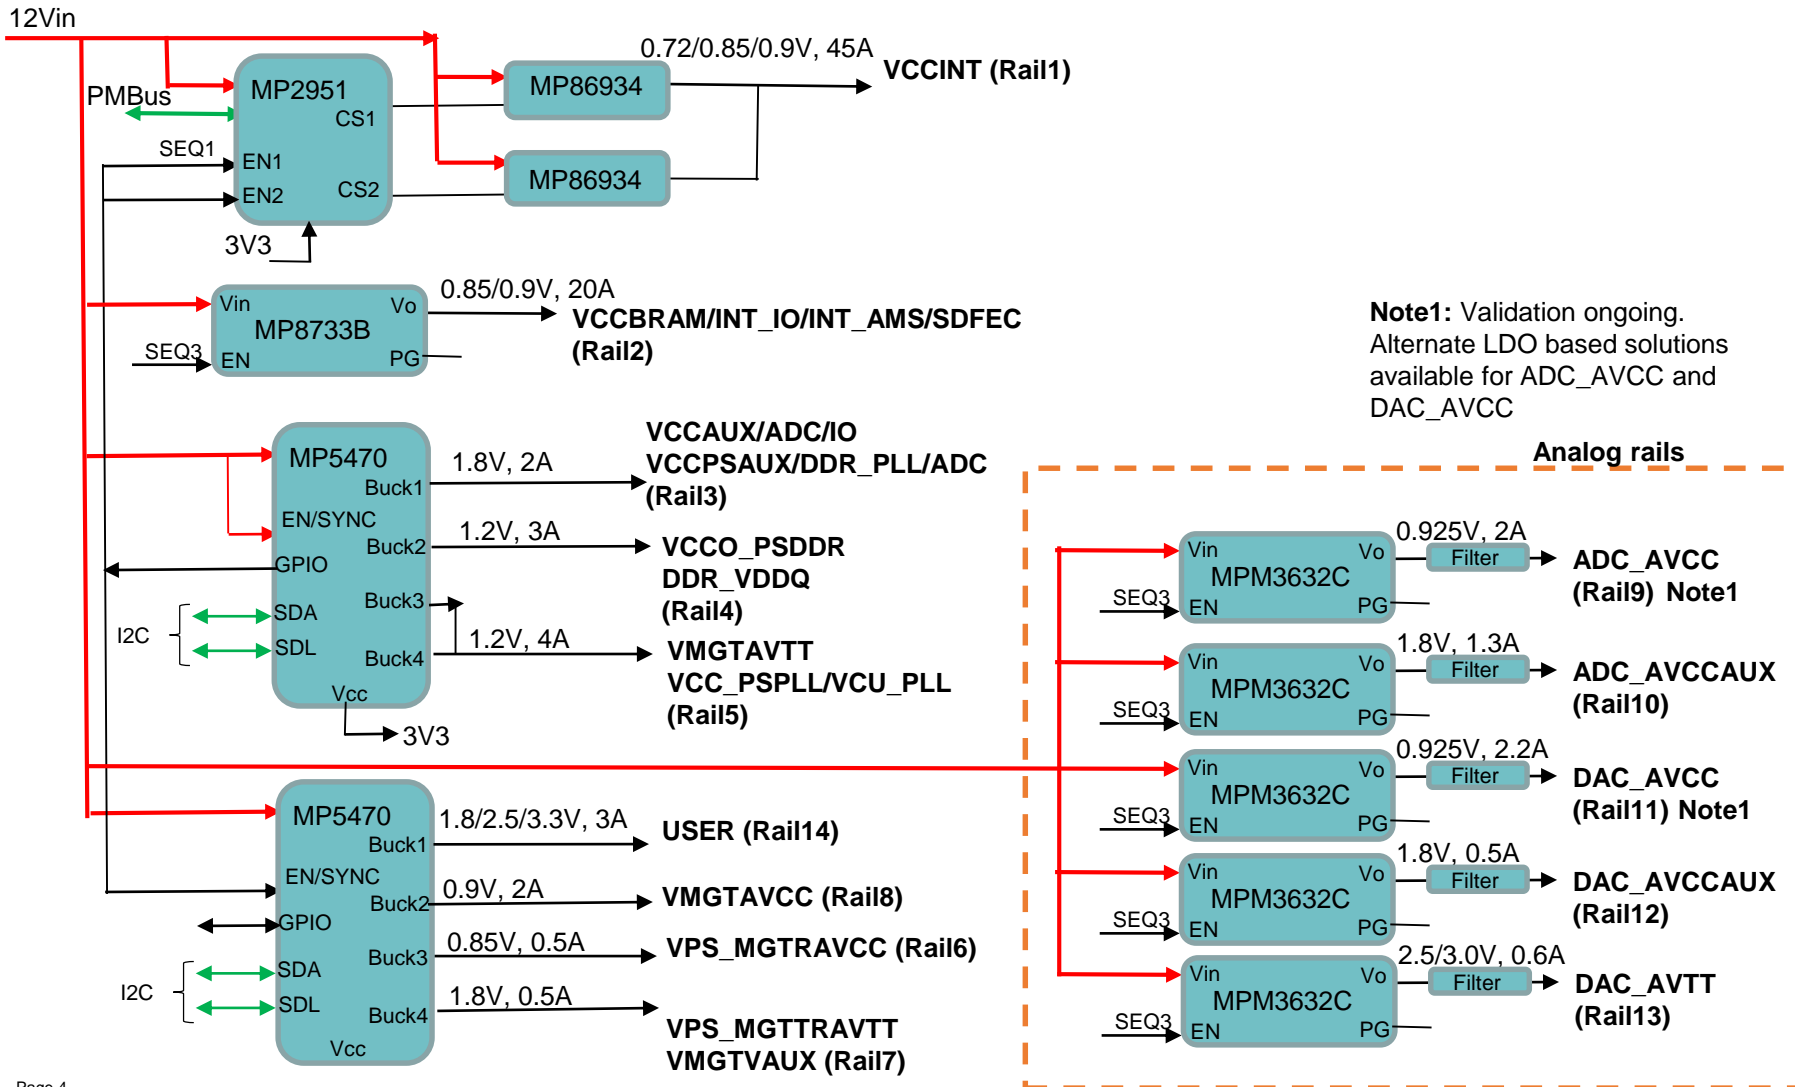 12Vin
PMBus
MP2951
CS1
SEQ1
EN1
EN2
CS2
3V3
MP86934
MP86934
0.72/0.85/0.9V, 45A
VCCINT (Rail1)
Vin
Vo
MP8733B
SEQ3
EN
PG
0.85/0.9V, 20A
VCCBRAM/INT_IO/INT_AMS/SDFEC
(Rail2)
MP5470
Buck1
EN/SYNC
Buck2
GPIO
Buck3
SDA
I2C
SDL
Buck4
Vcc
3V3
1.8V, 2A
VCCAUX/ADC/IO
VCCPSAUX/DDR_PLL/ADC
(Rail3)
1.2V, 3A
VCCO_PSDDR
DDR_VDDQ
(Rail4)
1.2V, 4A
VMGTAVTT
VCC_PSPLL/VCU_PLL
(Rail5)
MP5470
Buck1
EN/SYNC
Buck2
GPIO
Buck3
SDA
I2C
SDL
Buck4
Vcc
1.8/2.5/3.3V, 3A
USER (Rail14)
0.9V, 2A
VMGTAVCC (Rail8)
0.85V, 0.5A
VPS_MGTRAVCC (Rail6)
1.8V, 0.5A
VPS_MGTTRAVTT
VMGTVAUX (Rail7)
Note1: Validation ongoing.
Alternate LDO based solutions
available for ADC_AVCC and
DAC_AVCC
Analog rails
Vin
Vo
MPM3632C
SEQ3
EN
PG
0.925V, 2A
Filter
ADC_AVCC
(Rail9) Note1
Vin
Vo
MPM3632C
SEQ3
EN
PG
1.8V, 1.3A
Filter
ADC_AVCCAUX
(Rail10)
Vin
Vo
MPM3632C
SEQ3
EN
PG
0.925V, 2.2A
Filter
DAC_AVCC
(Rail11) Note1
Vin
Vo
MPM3632C
SEQ3
EN
PG
1.8V, 0.5A
Filter
DAC_AVCCAUX
(Rail12)
Vin
Vo
MPM3632C
SEQ3
EN
PG
2.5/3.0V, 0.6A
Filter
DAC_AVTT
(Rail13)
Page 4